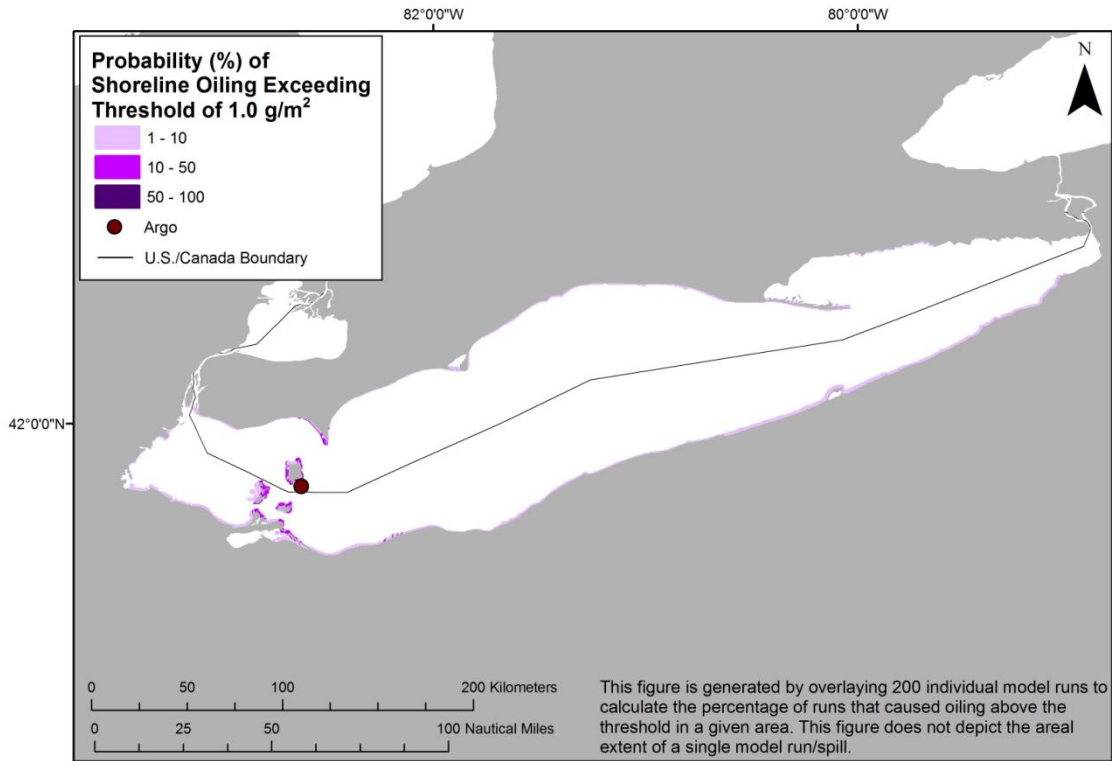 82°0'0"W
80°0'0"W
Probability (%) of
Shoreline Oiling Exceeding
Threshold of 1.0 g/m²
1 - 10
10 - 50
50 - 100
Argo
U.S./Canada Boundary
N
42°0'0"N
0 50 100 200 Kilometers
0 25 50 100 Nautical Miles
This figure is generated by overlaying 200 individual model runs to
calculate the percentage of runs that caused oiling above the
threshold in a given area. This figure does not depict the areal
extent of a single model run/spill.